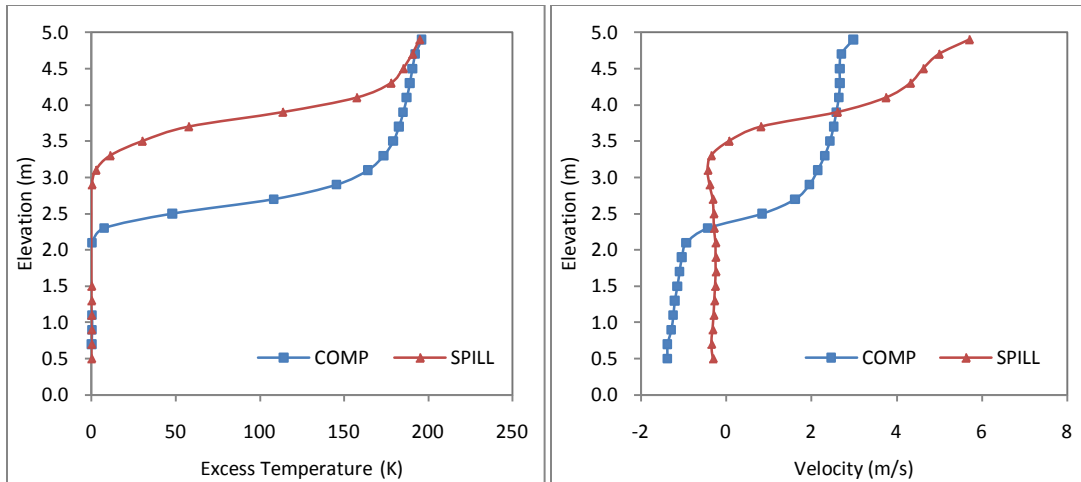 5.0
4.5
4.0
3.5
3.0
2.5
2.0
1.5
1.0
0.5
0.0
Elevation (m)
COMP SPILL
0 50 100 150 200 250
Excess Temperature (K)
5.0
4.5
4.0
3.5
3.0
2.5
2.0
1.5
1.0
0.5
0.0
Elevation (m)
COMP SPILL
-2 0 2 4 6 8
Velocity (m/s)